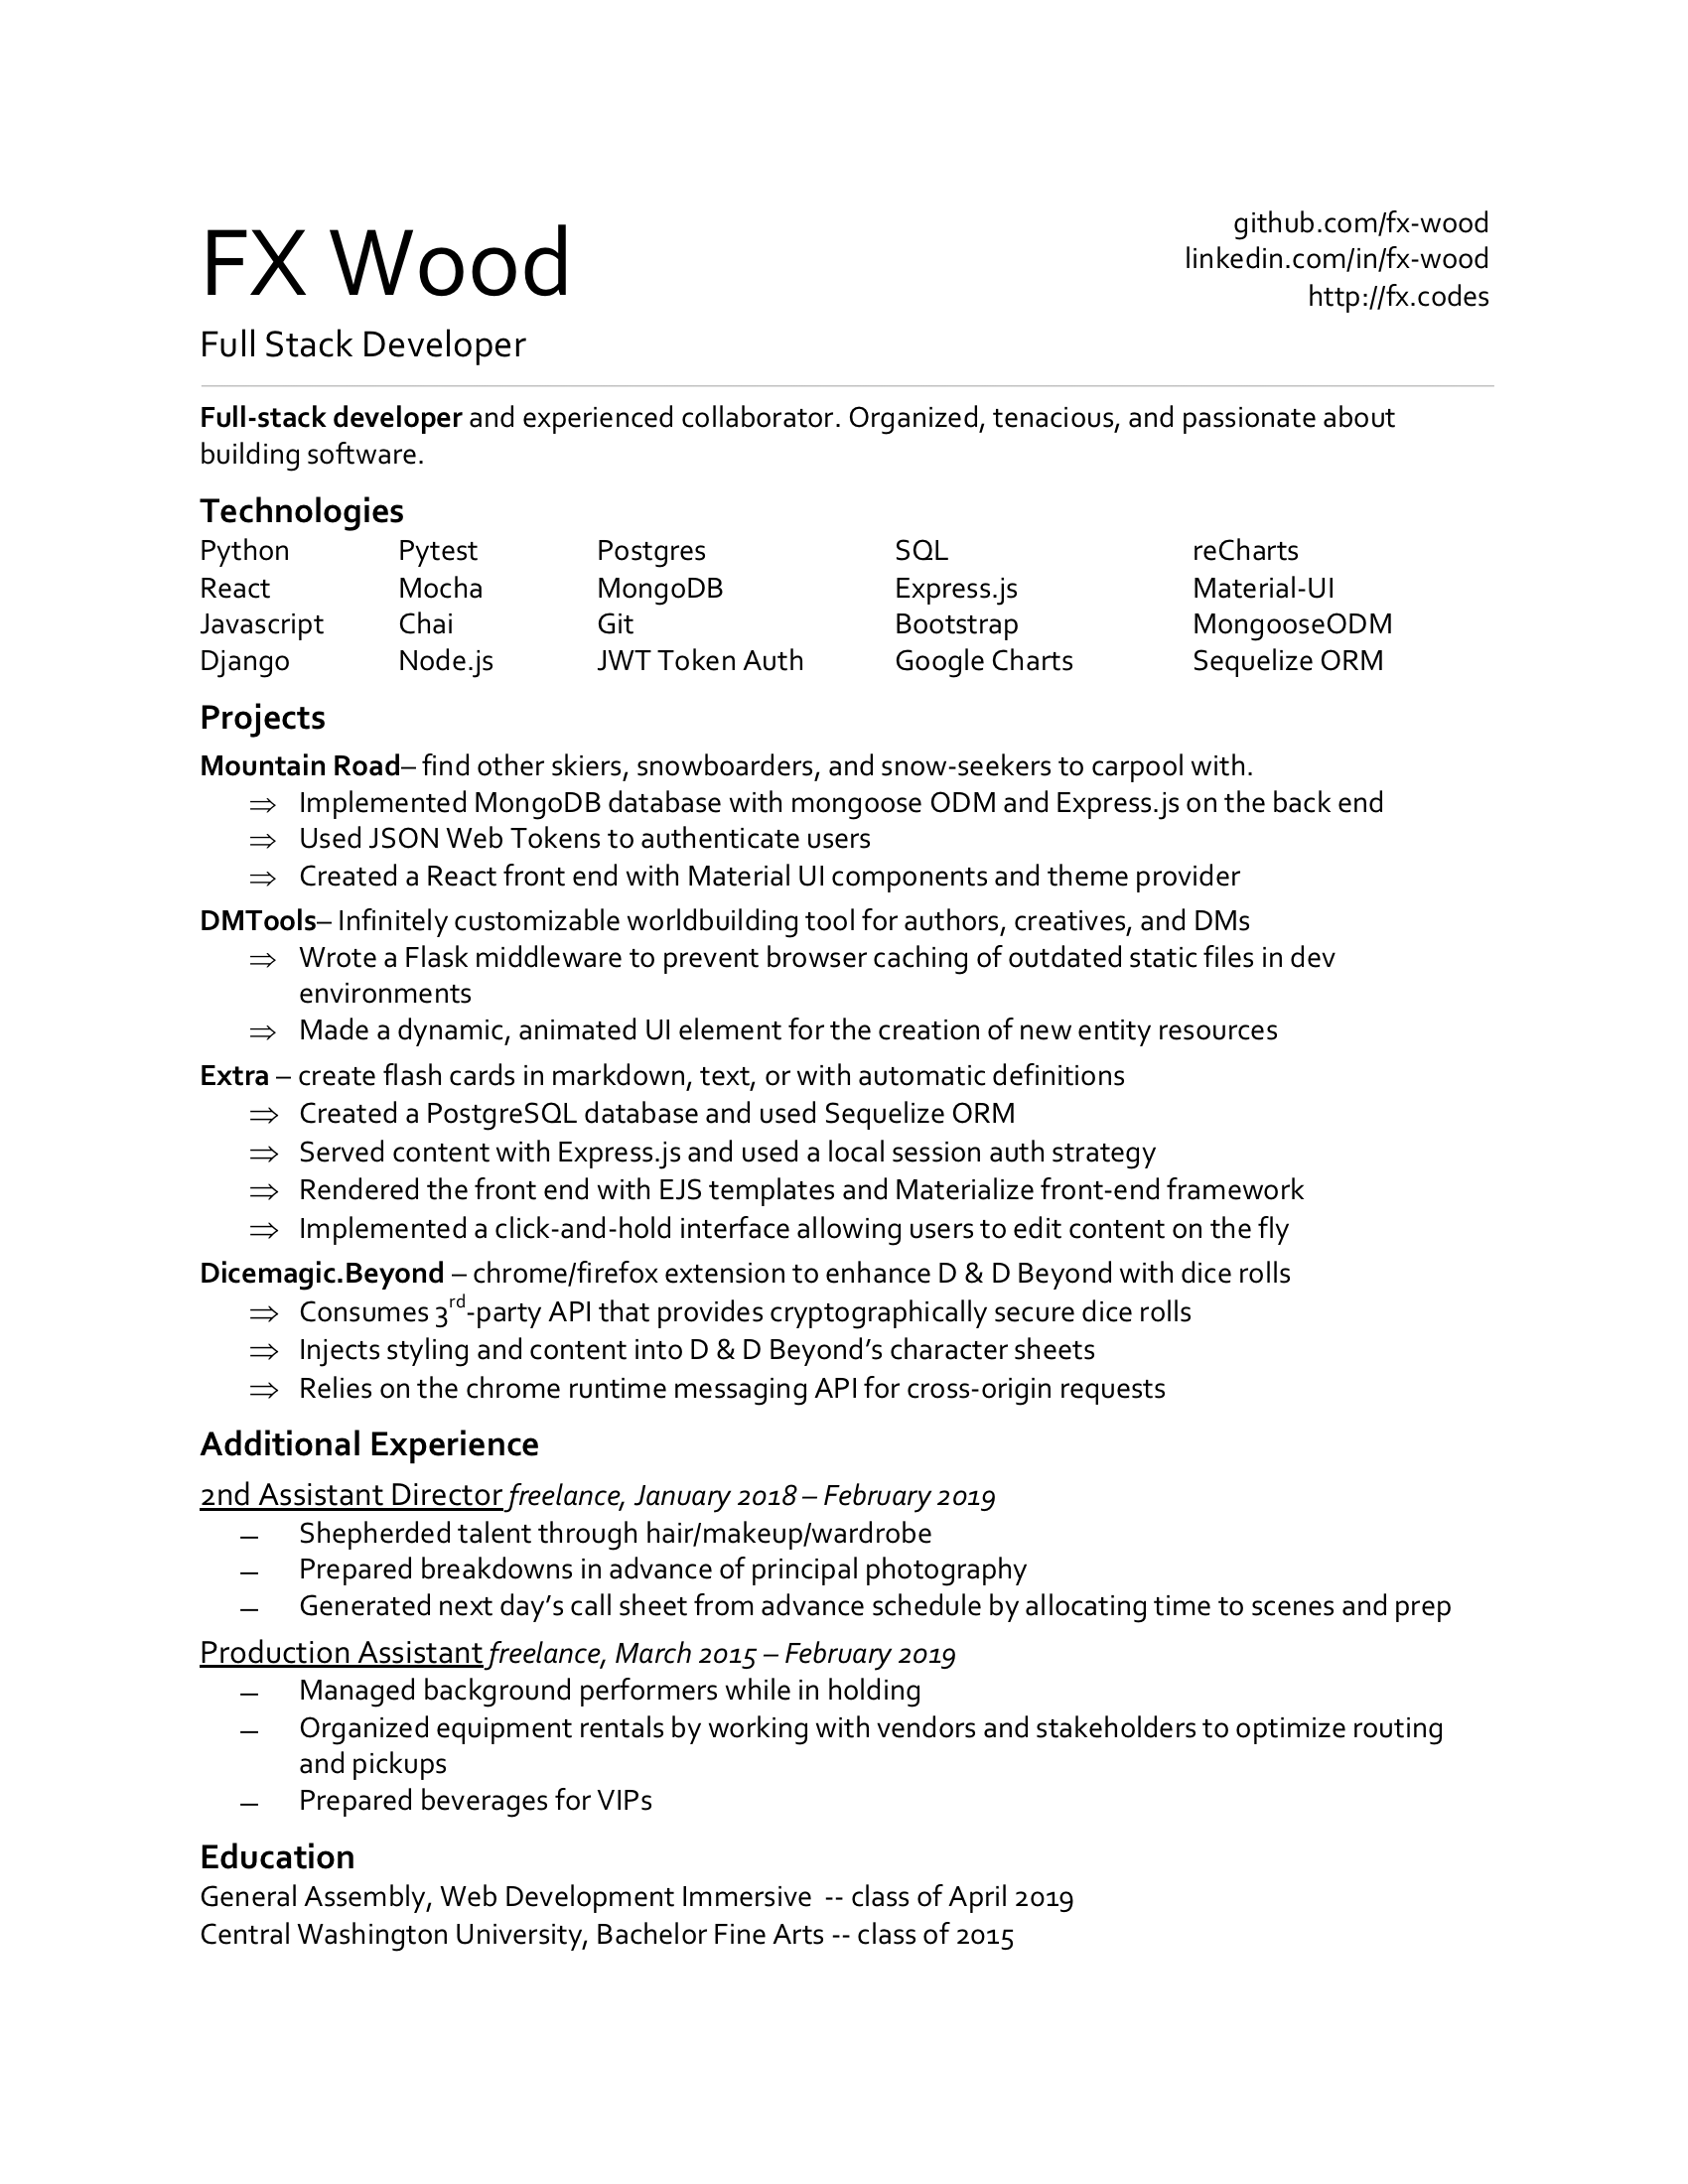 FX Wood
github.com/fx-wood
linkedin.com/in/fx-wood
http://fx.codes
Full Stack Developer
Full-stack developer and experienced collaborator. Organized, tenacious, and passionate about
building software.
Technologies
Python Pytest Postgres SQL reCharts
React Mocha MongoDB Express.js Material-UI
Javascript Chai Git Bootstrap MongooseODM
Django Node.js JWT Token Auth Google Charts Sequelize ORM
Projects
Mountain Road– find other skiers, snowboarders, and snow-seekers to carpool with.
⇒ Implemented MongoDB database with mongoose ODM and Express.js on the back end
⇒ Used JSON Web Tokens to authenticate users
⇒ Created a React front end with Material UI components and theme provider
DMTools– Infinitely customizable worldbuilding tool for authors, creatives, and DMs
⇒ Wrote a Flask middleware to prevent browser caching of outdated static files in dev
environments
⇒ Made a dynamic, animated UI element for the creation of new entity resources
Extra – create flash cards in markdown, text, or with automatic definitions
⇒ Created a PostgreSQL database and used Sequelize ORM
⇒ Served content with Express.js and used a local session auth strategy
⇒ Rendered the front end with EJS templates and Materialize front-end framework
⇒ Implemented a click-and-hold interface allowing users to edit content on the fly
Dicemagic.Beyond – chrome/firefox extension to enhance D & D Beyond with dice rolls
⇒ Consumes 3rd-party API that provides cryptographically secure dice rolls
⇒ Injects styling and content into D & D Beyond’s character sheets
⇒ Relies on the chrome runtime messaging API for cross-origin requests
Additional Experience
2nd Assistant Director freelance, January 2018 – February 2019
– Shepherded talent through hair/makeup/wardrobe
– Prepared breakdowns in advance of principal photography
– Generated next day’s call sheet from advance schedule by allocating time to scenes and prep
Production Assistant freelance, March 2015 – February 2019
– Managed background performers while in holding
– Organized equipment rentals by working with vendors and stakeholders to optimize routing
and pickups
– Prepared beverages for VIPs
Education
General Assembly, Web Development Immersive -- class of April 2019
Central Washington University, Bachelor Fine Arts -- class of 2015